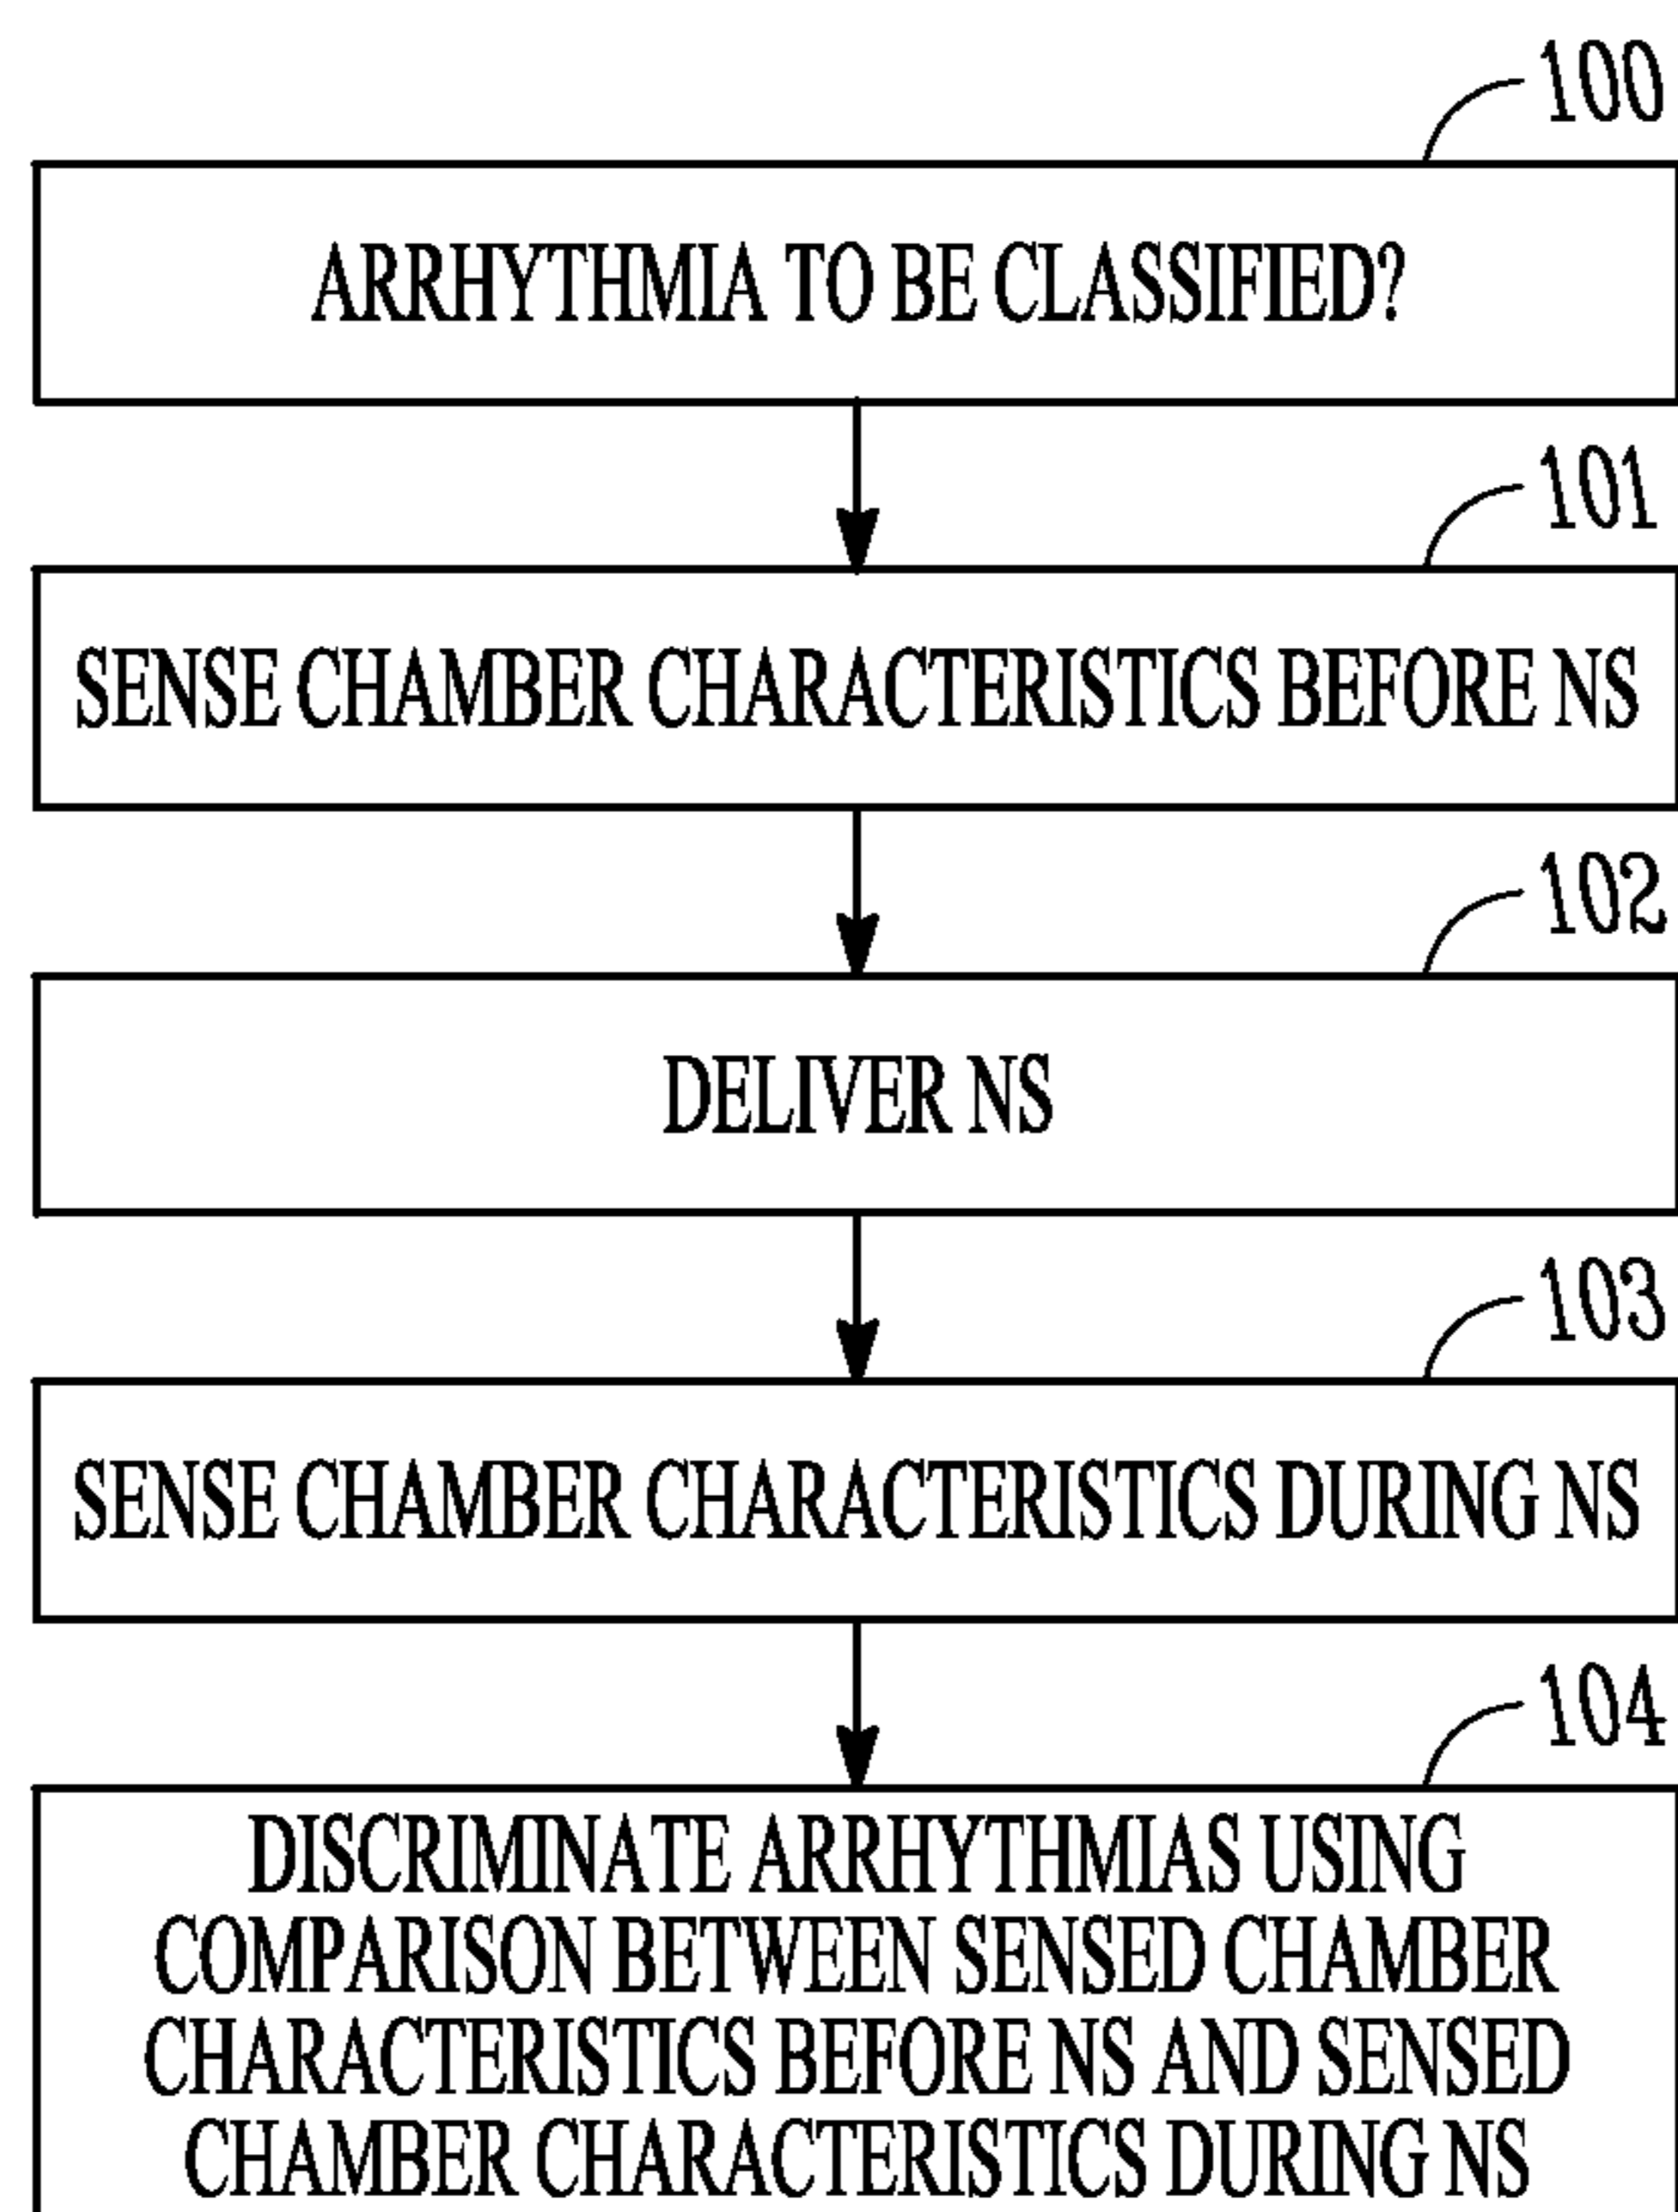 100
ARRHYTHMIA TO BE CLASSIFIED?
101
SENSE CHAMBER CHARACTERISTICS BEFORE NS
102
DELIVER NS
103
SENSE CHAMBER CHARACTERISTICS DURING NS
104
DISCRIMINATE ARRHYTHMIAS USING
COMPARISON BETWEEN SENSED CHAMBER
CHARACTERISTICS BEFORE NS AND SENSED
CHAMBER CHARACTERISTICS DURING NS